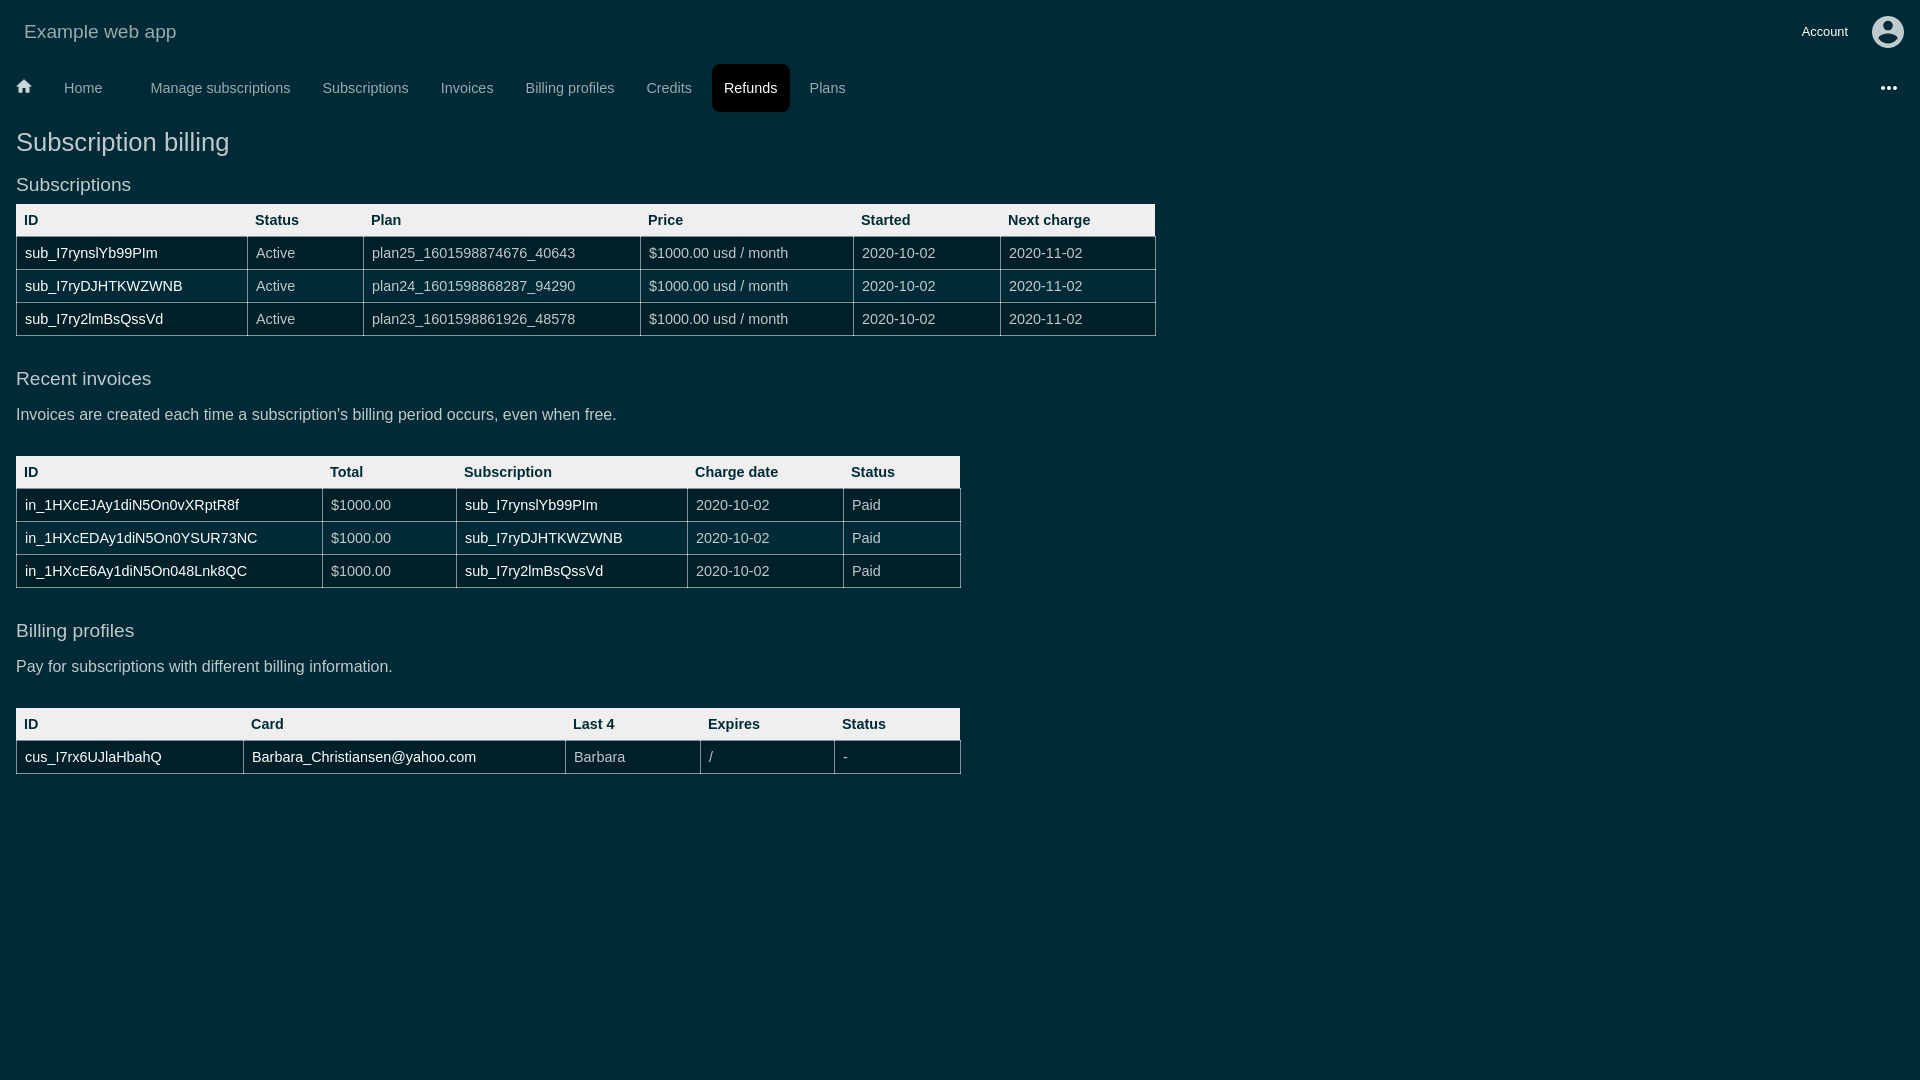 Example web app
Account
Home Manage subscriptions Subscriptions Invoices Billing profiles Credits Refunds Plans
Subscription billing
Subscriptions
ID Status Plan Price Started Next charge
sub_I7rynslYb99PIm Active plan25_1601598874676_40643 $1000.00 usd / month 2020-10-02 2020-11-02
sub_I7ryDJHTKWZWNB Active plan24_1601598868287_94290 $1000.00 usd / month 2020-10-02 2020-11-02
sub_I7ry2lmBsQssVd Active plan23_1601598861926_48578 $1000.00 usd / month 2020-10-02 2020-11-02
Recent invoices
Invoices are created each time a subscription's billing period occurs, even when free.
ID Total Subscription Charge date Status
in_1HXcEJAy1diN5On0vXRptR8f $1000.00 sub_I7rynslYb99PIm 2020-10-02 Paid
in_1HXcEDAy1diN5On0YSUR73NC $1000.00 sub_I7ryDJHTKWZWNB 2020-10-02 Paid
in_1HXcE6Ay1diN5On048Lnk8QC $1000.00 sub_I7ry2lmBsQssVd 2020-10-02 Paid
Billing profiles
Pay for subscriptions with different billing information.
ID Card Last 4 Expires Status
cus_I7rx6UJlaHbahQ Barbara_Christiansen@yahoo.com Barbara / -